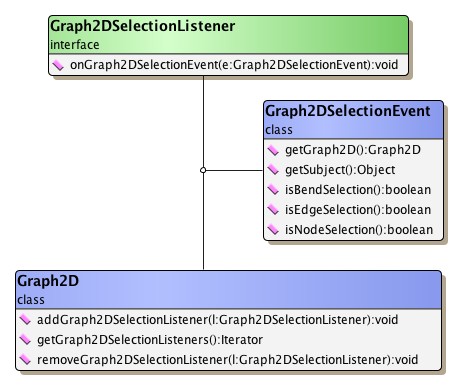 Graph2DSelectionListener
interface
onGraph2DSelectionEvent(e:Graph2DSelectionEvent):void
Graph2DSelectionEvent
class
getGraph2D():Graph2D
getSubject():Object
isBendSelection():boolean
isEdgeSelection():boolean
isNodeSelection():boolean
Graph2D
class
addGraph2DSelectionListener(l:Graph2DSelectionListener):void
getGraph2DSelectionListeners():Iterator
removeGraph2DSelectionListener(l:Graph2DSelectionListener):void